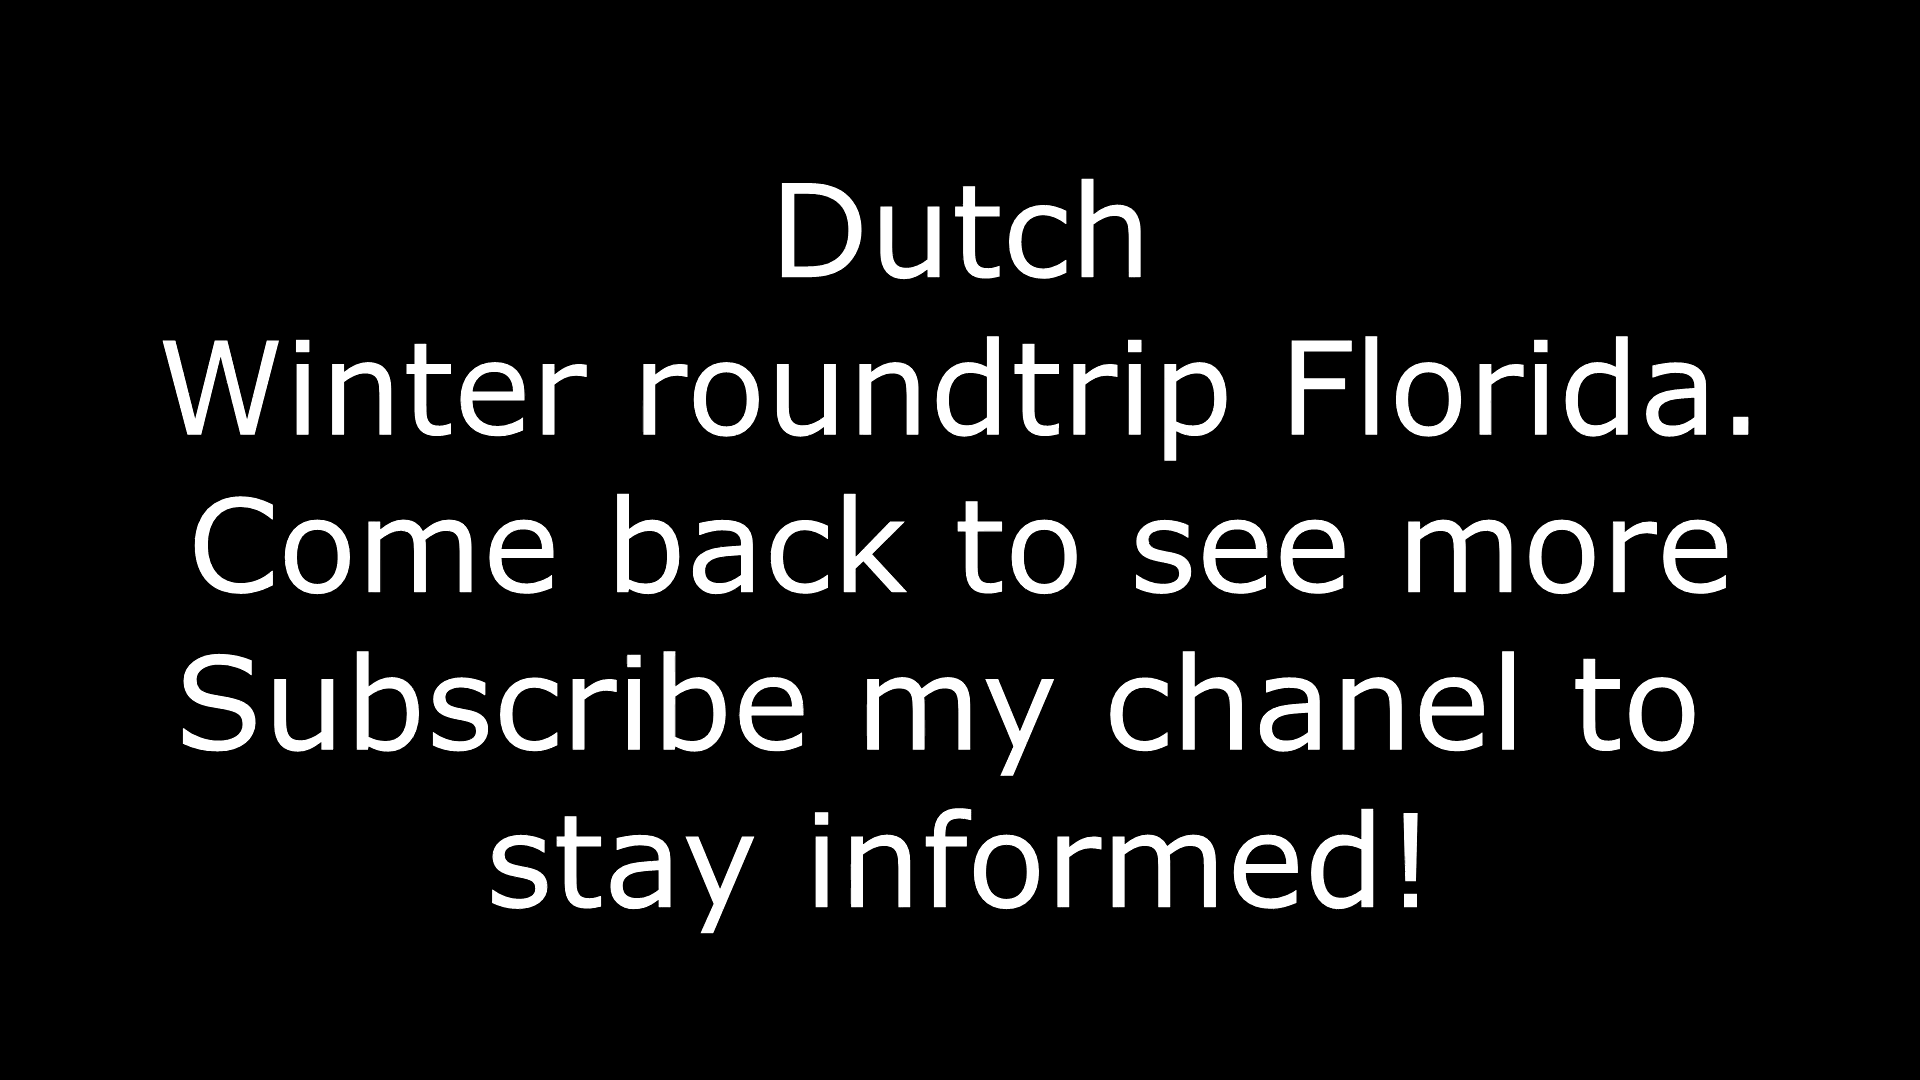 Dutch
Winter roundtrip Florida.
Come back to see more
Subscribe my chanel to
stay informed!